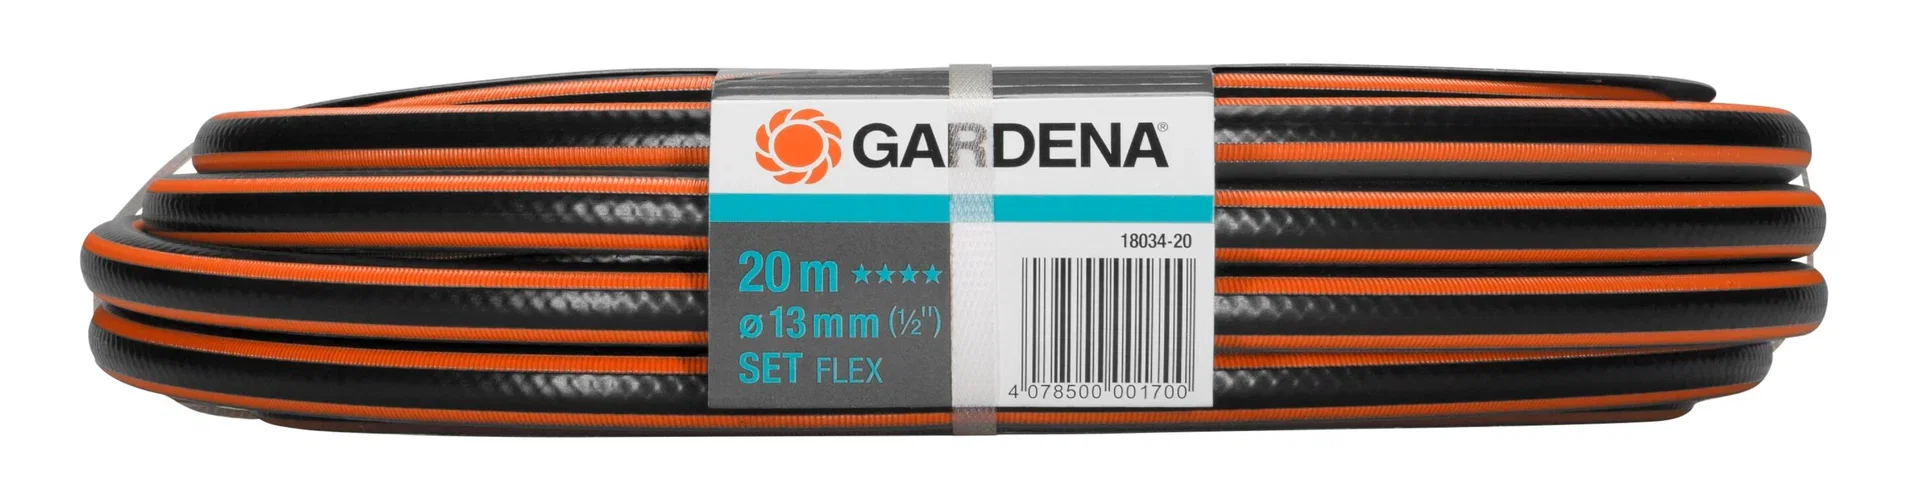 GARDENA®
18034-20
20 m ★★★★
ø 13 mm (½")
SET FLEX
4 078500 001700